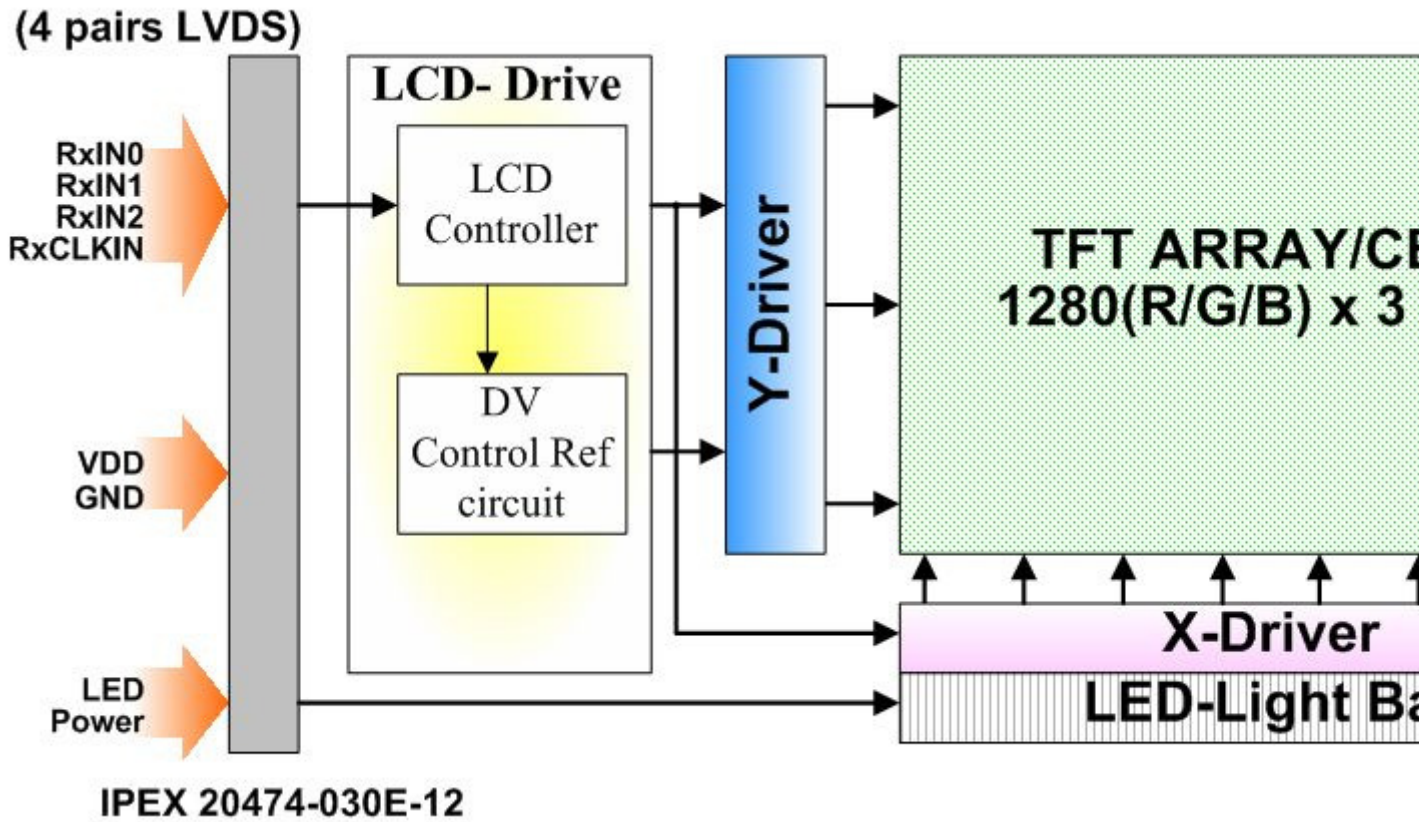 (4 pairs LVDS)
RxIN0
RxIN1
RxIN2
RxCLKIN
VDD
GND
LED
Power
IPEX 20474-030E-12
LCD- Drive
LCD
Controller
DV
Control Ref
circuit
Y-Driver
TFT ARRAY/CE
1280(R/G/B) x 3
X-Driver
LED-Light Ba